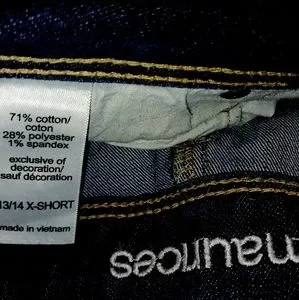 71% cotton/
coton
28% polyester
1% spandex
exclusive of
decoration/
sauf décoration
13/14 X-SHORT
made in vietnam
maurices